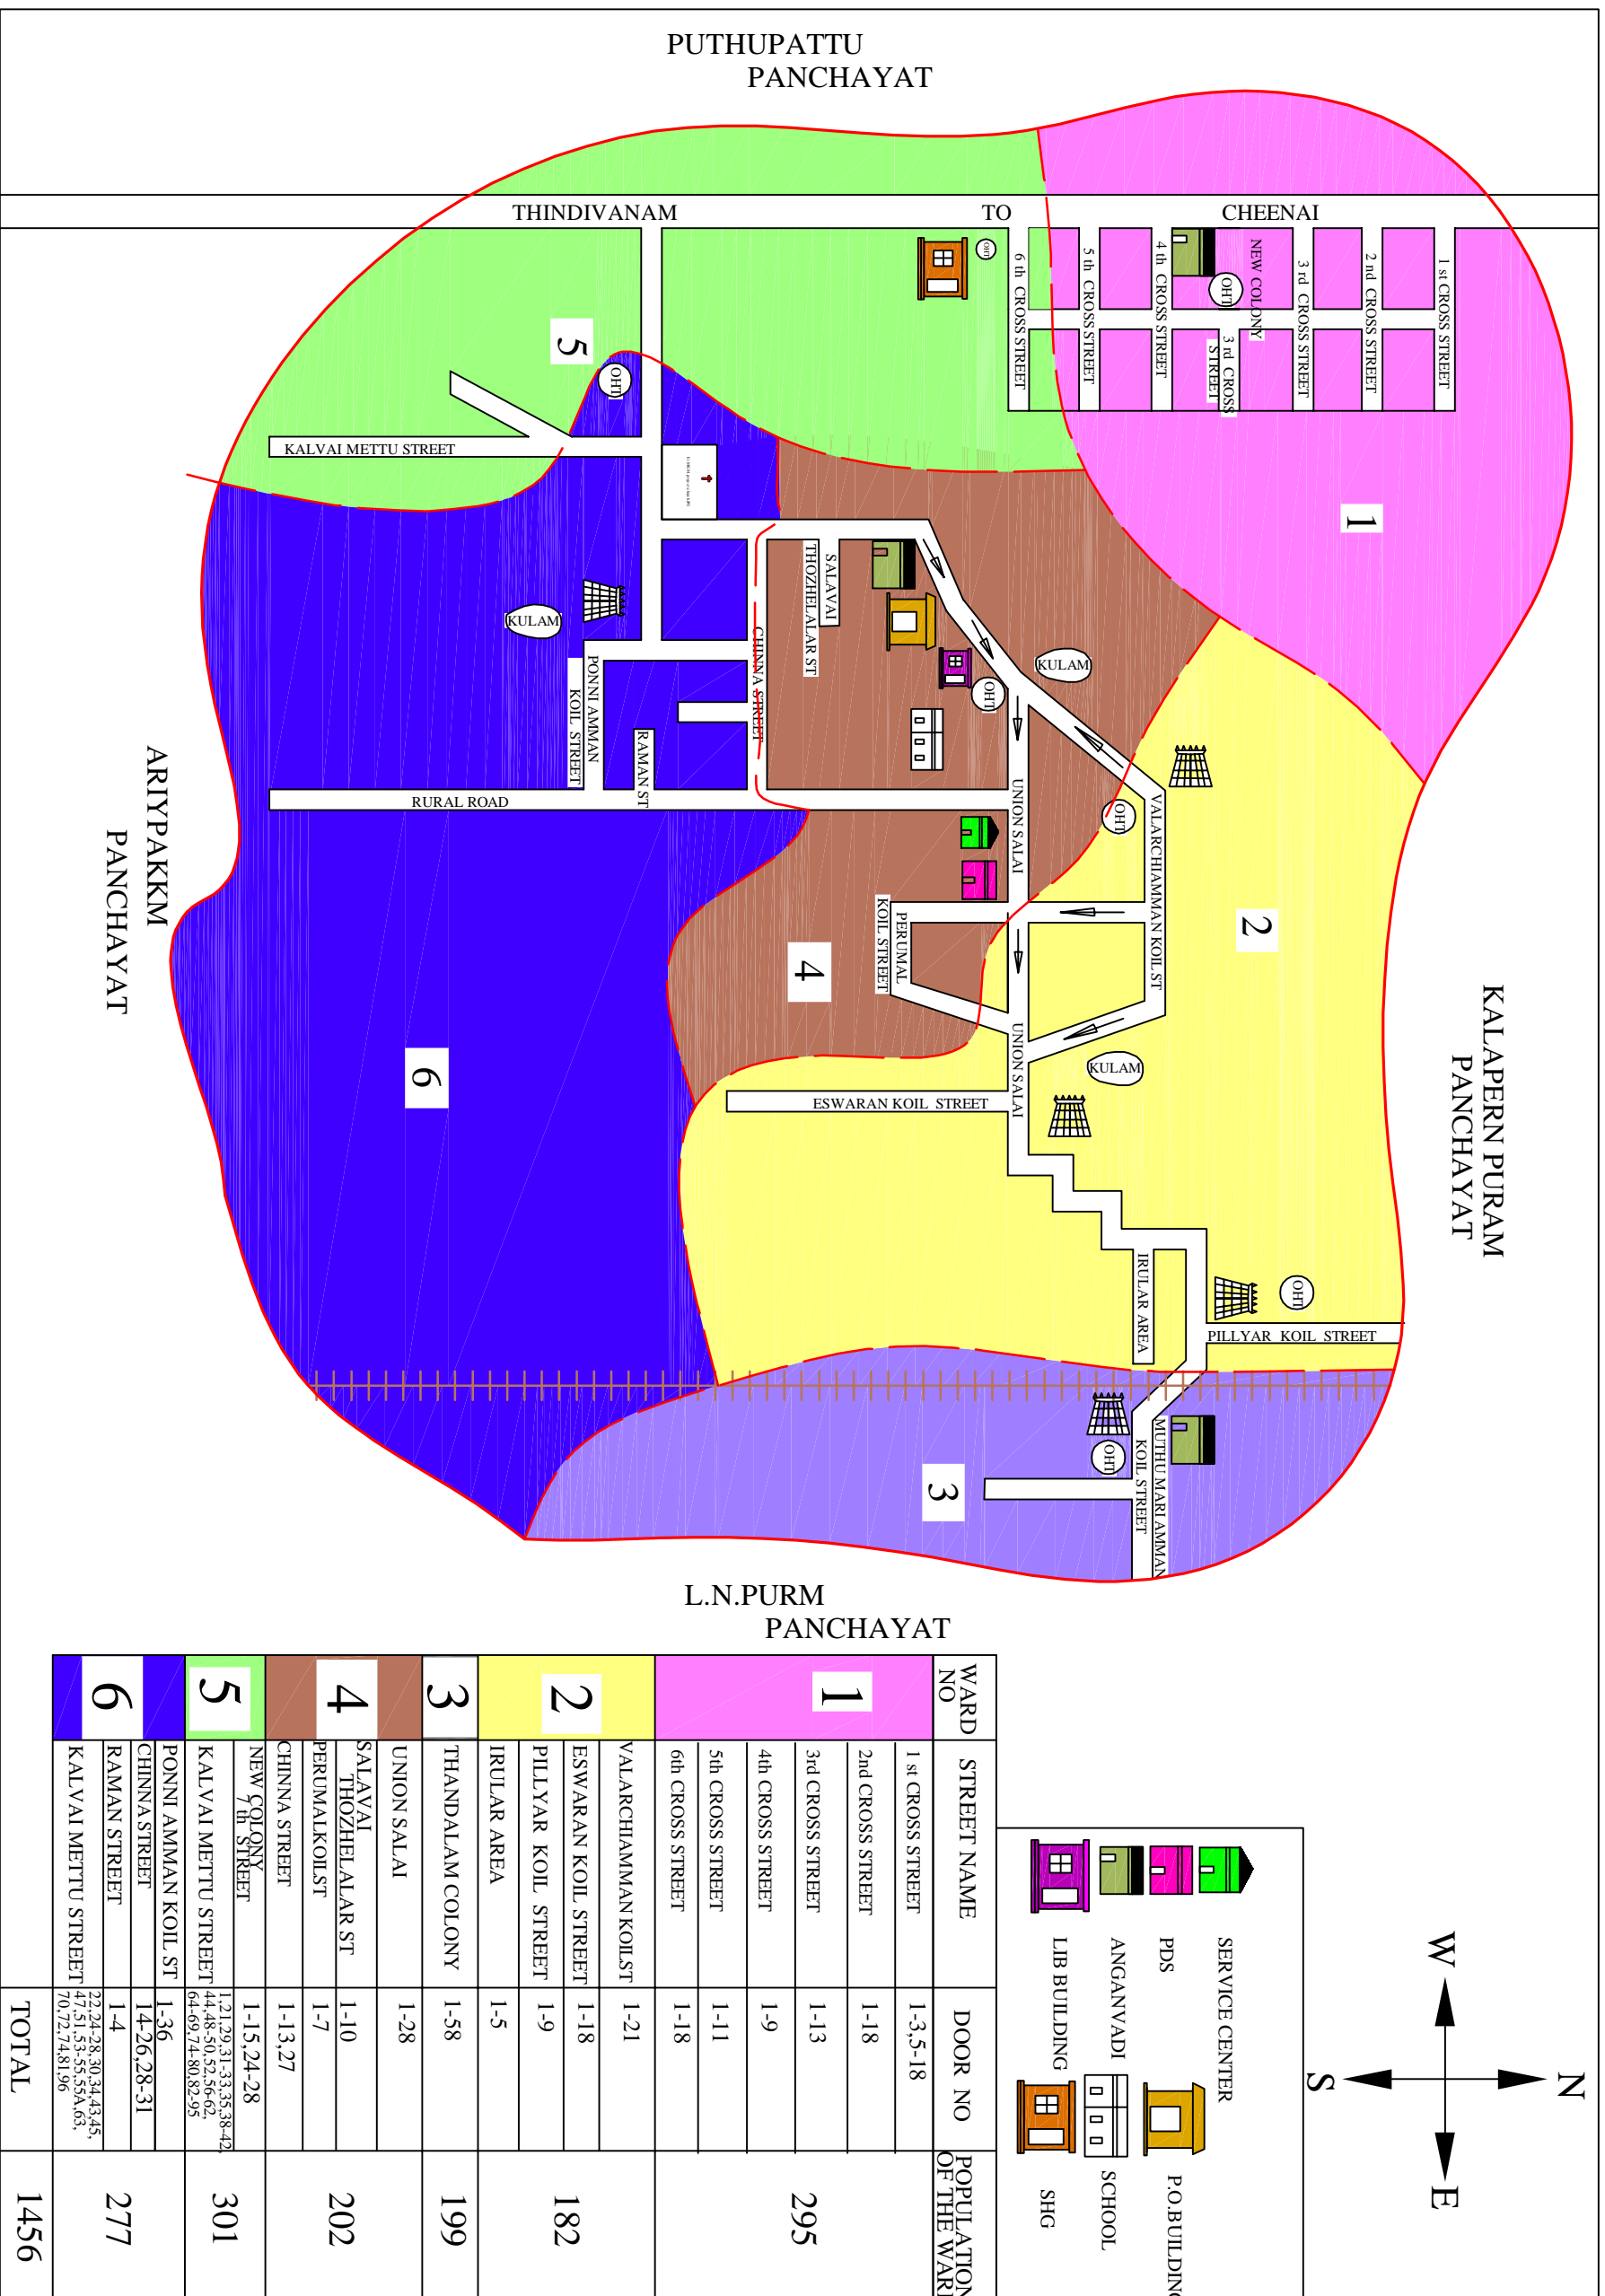 PUTHUPATTU
PANCHAYAT
THINDIVANAM TO CHEENAI
KALAPERN PURAM
PANCHAYAT
ARIYPAKKM
PANCHAYAT
L.N.PURM
PANCHAYAT
1 st CROSS STREET
2 nd CROSS STREET
3 rd CROSS STREET
NEW COLONY
3 rd CROSS
STREET
4 th CROSS STREET
5 th CROSS STREET
6 th CROSS STREET
OHT
OHT
1
5
OHT
KALVAI METTU STREET
SALAVAI
THOZHELALAR ST
KULAM
OHT
CHINNA STREET
KULAM
PONNI AMMAN
KOIL STREET
RAMAN ST
RURAL ROAD
UNION SALAI
OHT
VALARCHIAMMAN KOIL ST
2
PERUMAL
KOIL STREET
4
6
UNION SALAI
KULAM
ESWARAN KOIL STREET
IRULAR AREA
OHT
PILLYAR KOIL STREET
MUTHU MARI AMMAN
KOIL STREET
OHT
3
N
W
E
S
SERVICE CENTER
PDS
ANGANVADI
LIB BUILDING
P.O.BUILDING
SCHOOL
SHG
WARD
NO
STREET NAME
DOOR NO
POPULATION
OF THE WARD
1
1 st CROSS STREET 1-3,5-18
2nd CROSS STREET 1-18
3rd CROSS STREET 1-13
4th CROSS STREET 1-9
5th CROSS STREET 1-11
6th CROSS STREET 1-18
295
2
VALARCHIAMMAN KOILST 1-21
ESWARAN KOIL STREET 1-18
PILLYAR KOIL STREET 1-9
IRULAR AREA 1-5
182
3
THANDALAM COLONY 1-58
199
4
UNION SALAI 1-28
SALAVAI
THOZHELALAR ST 1-10
PERUMALKOILST 1-7
CHINNA STREET 1-13,27
202
5
NEW COLONY
7 th STREET 1-15,24-28
KALVAI METTU STREET
1,21,29,31-33,35,38-42,
44,48-50,52,56-62,
64-69,74-80,82-95
301
6
PONNI AMMAN KOIL ST 1-36
CHINNA STREET 14-26,28-31
RAMAN STREET 1-4
KALVAI METTU STREET
22,24-28,30,34,43,45,
47,51,53-55,55A,63,
70,72,74,81,96
277
TOTAL 1456